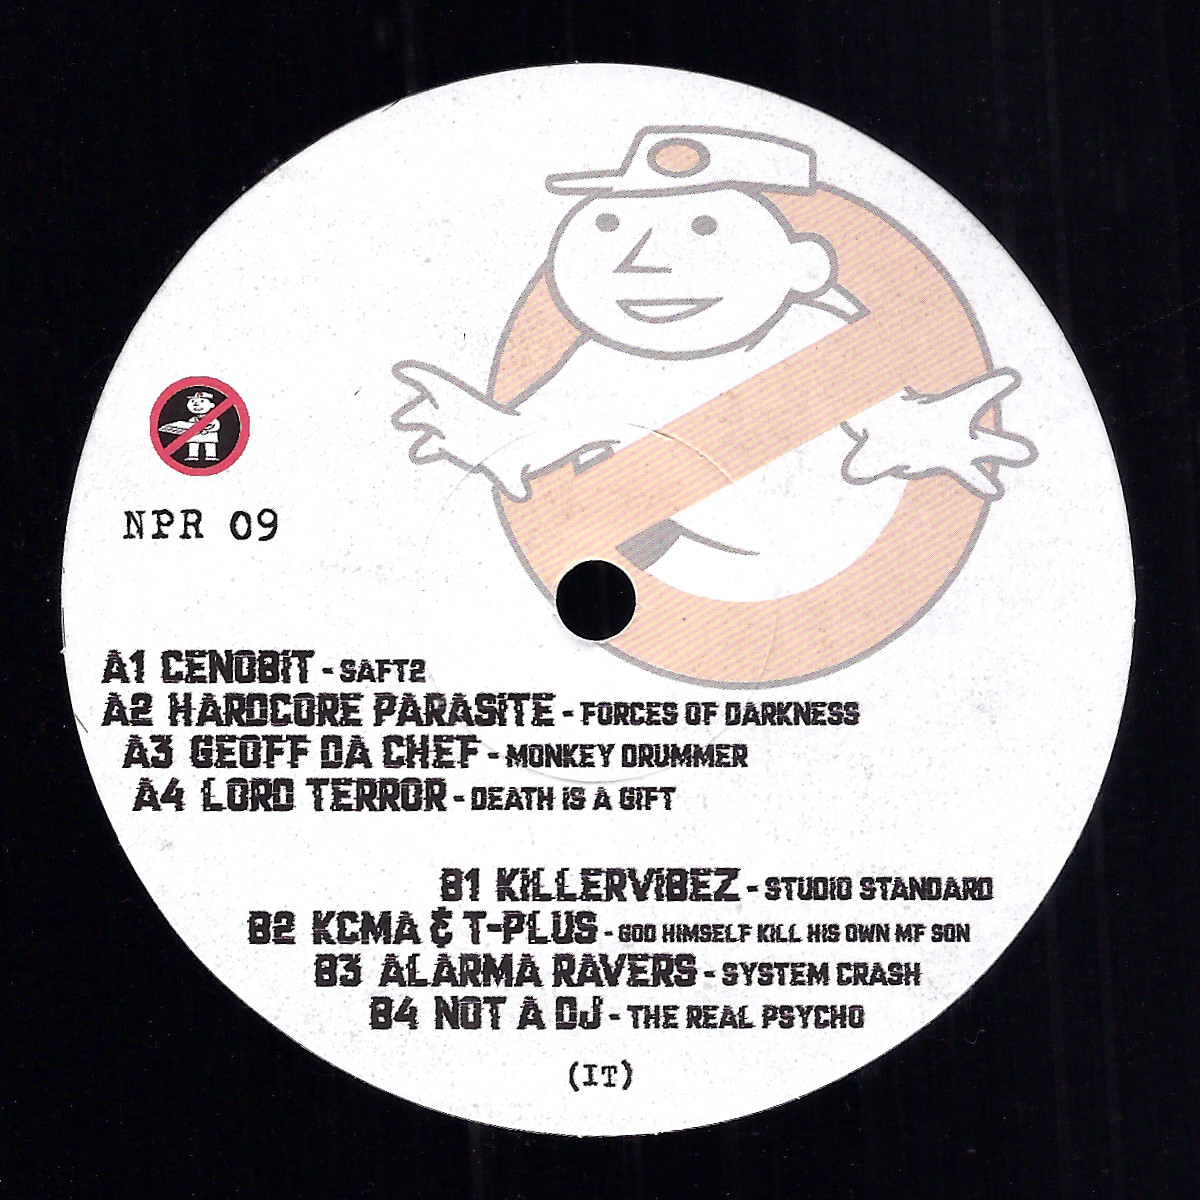 NPR 09
A1 CENOBIT - SAFT2
A2 HARDCORE PARASITE - FORCES OF DARKNESS
A3 GEOFF DA CHEF - MONKEY DRUMMER
A4 LORD TERROR - DEATH IS A GIFT
B1 KILLERVIBEZ - STUDIO STANDARD
B2 KCMA & T-PLUS - GOD HIMSELF KILL HIS OWN MF SON
B3 ALARMA RAVERS - SYSTEM CRASH
B4 NOT A DJ - THE REAL PSYCHO
(IT)